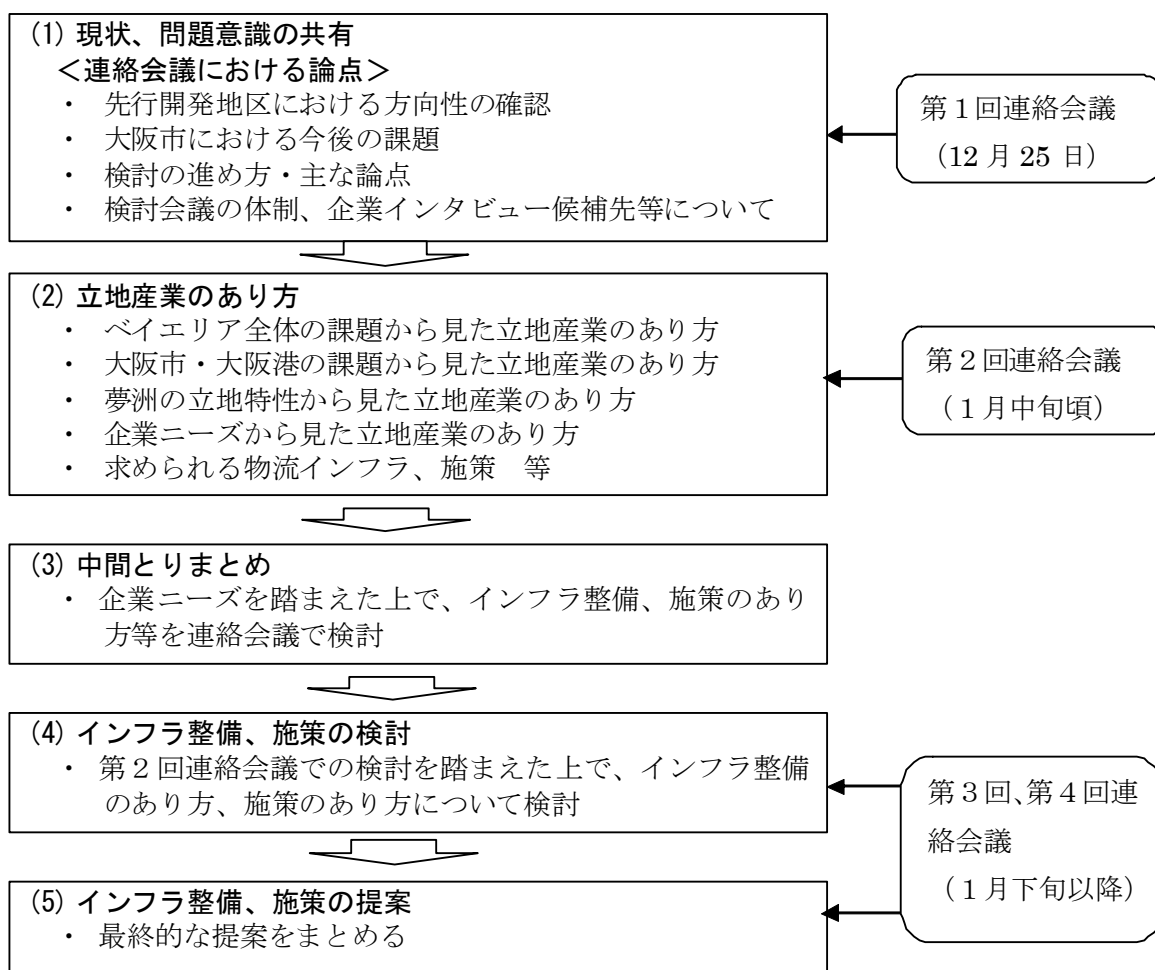 (1) 現状、問題意識の共有
＜連絡会議における論点＞
・ 先行開発地区における方向性の確認
・ 大阪市における今後の課題
・ 検討の進め方・主な論点
・ 検討会議の体制、企業インタビュー候補先等について
第１回連絡会議
（12 月 25 日）
(2) 立地産業のあり方
・ ベイエリア全体の課題から見た立地産業のあり方
・ 大阪市・大阪港の課題から見た立地産業のあり方
・ 夢洲の立地特性から見た立地産業のあり方
・ 企業ニーズから見た立地産業のあり方
・ 求められる物流インフラ、施策　等
第２回連絡会議
（１月中旬頃）
(3) 中間とりまとめ
・ 企業ニーズを踏まえた上で、インフラ整備、施策のあり
方等を連絡会議で検討
(4) インフラ整備、施策の検討
・ 第２回連絡会議での検討を踏まえた上で、インフラ整備
のあり方、施策のあり方について検討
(5) インフラ整備、施策の提案
・ 最終的な提案をまとめる
第３回、第４回連
絡会議
（１月下旬以降）